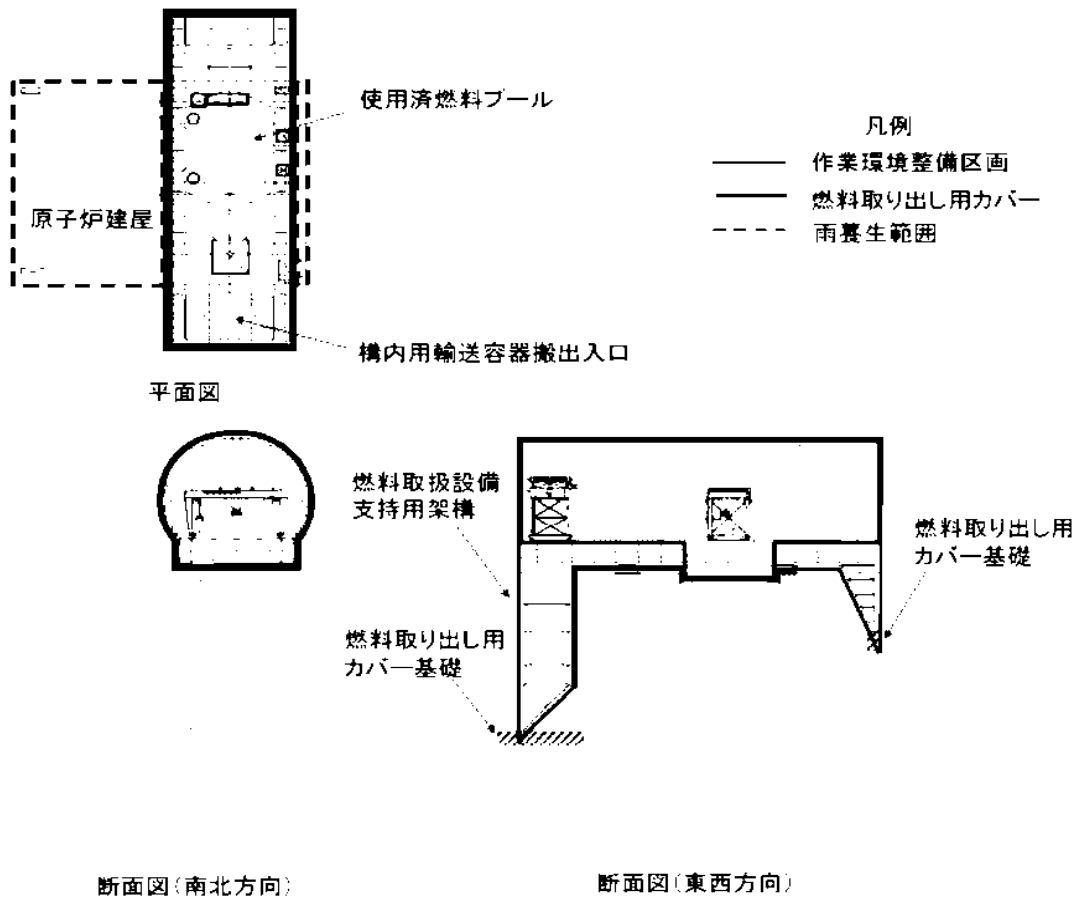 使用済燃料プール
凡例
作業環境整備区画
燃料取り出し用カバー
雨養生範囲
原子炉建屋
構内用輸送容器搬出入口
平面図
燃料取扱設備
支持用架構
燃料取り出し用
カバー基礎
燃料取り出し用
カバー基礎
断面図(南北方向)
断面図(東西方向)